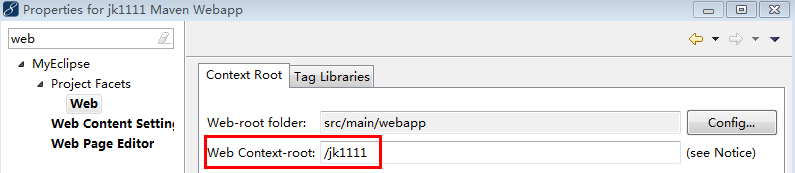 Properties for jk1111 Maven Webapp
web
MyEclipse
Project Facets
Web
Web Content Setting
Web Page Editor
Context Root
Tag Libraries
Web-root folder:
src/main/webapp
Config...
Web Context-root:
/jk1111
(see Notice)